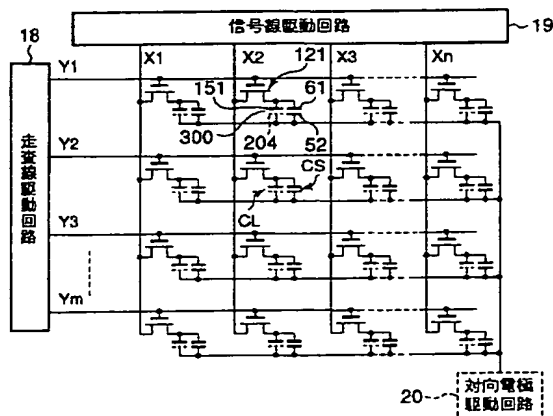 信号線駆動回路
19
18
X1 X2 X3 Xn
Y1
121
151
61
300
204
52
Y2
CS
走査線駆動回路
CL
Y3
Ym
20
対向電極
駆動回路